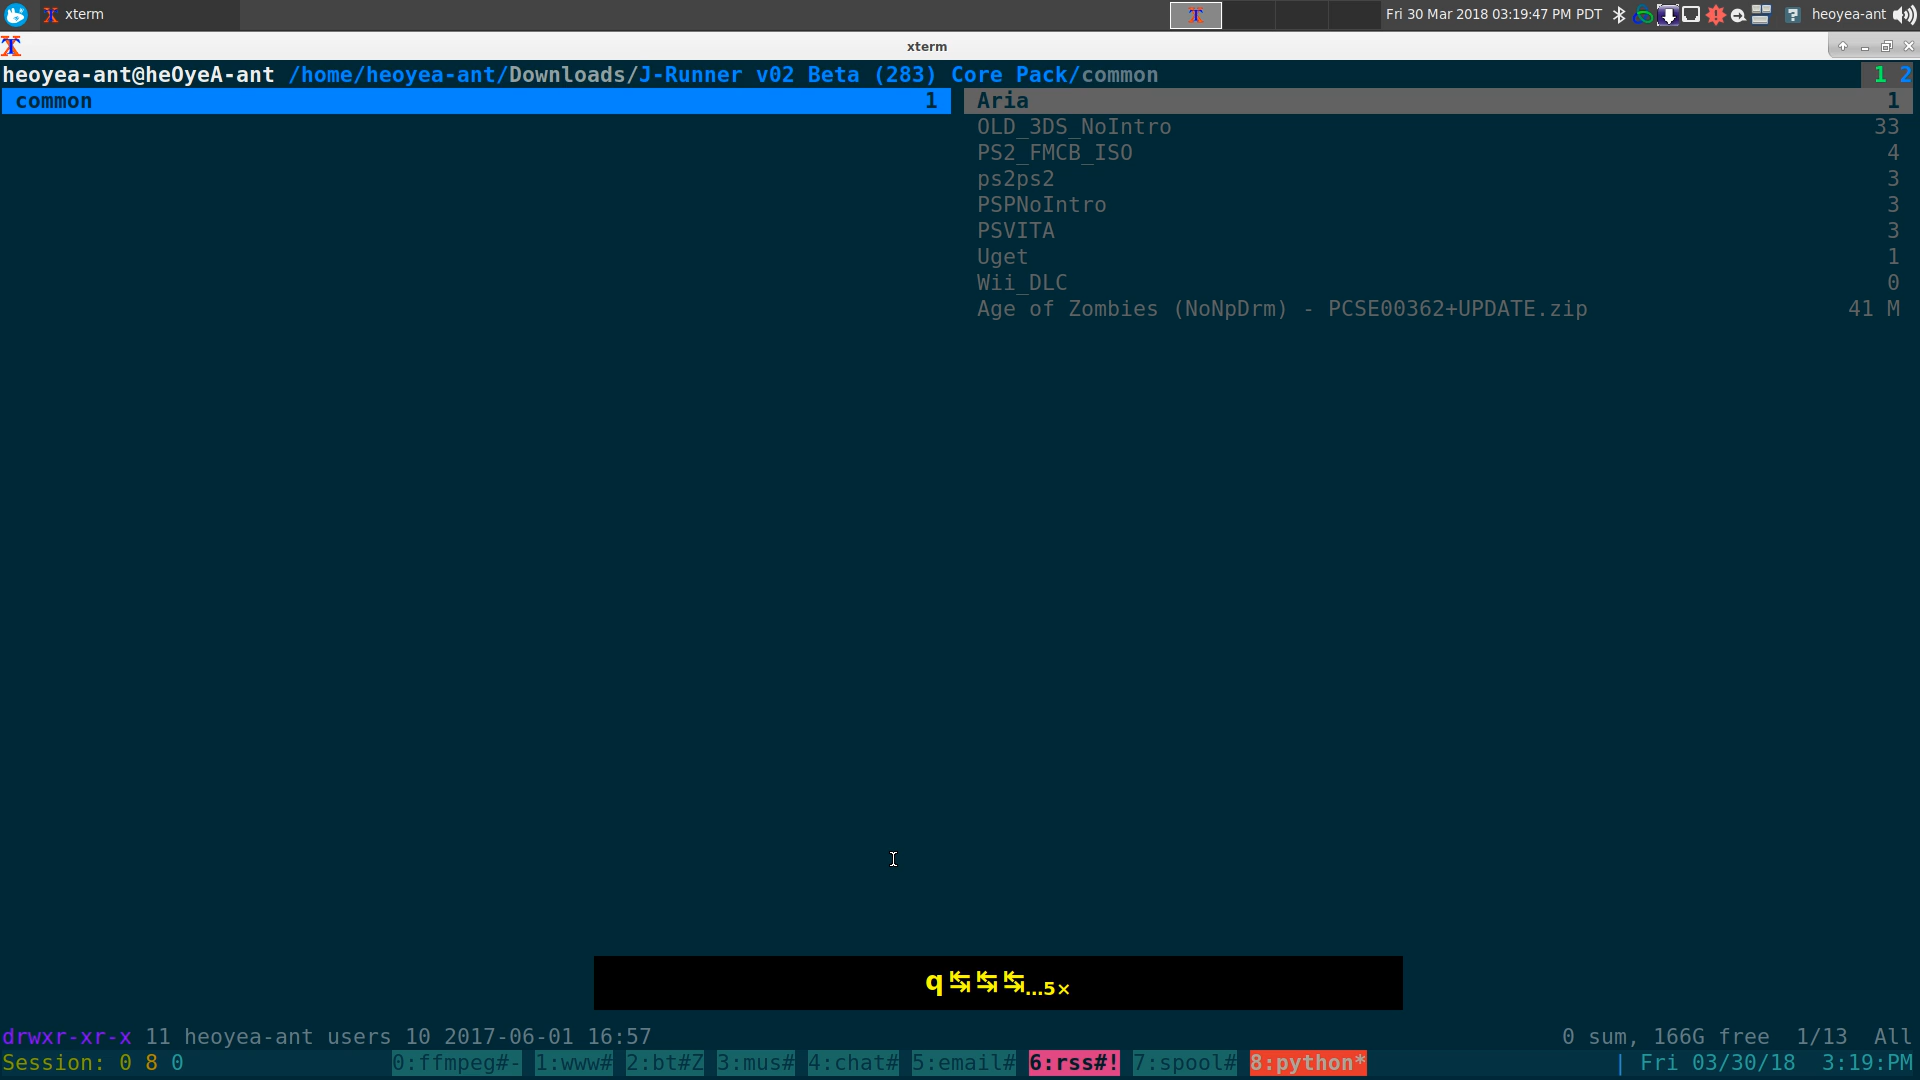 xterm
Fri 30 Mar 2018 03:19:47 PM PDT
heoyea-ant
xterm
heoyea-ant@heOyeA-ant /home/heoyea-ant/Downloads/J-Runner v02 Beta (283) Core Pack/common 1 2
common 1
Aria 1
OLD_3DS_NoIntro 33
PS2_FMCB_ISO 4
ps2ps2 3
PSPNoIntro 3
PSVITA 3
Uget 1
Wii_DLC 0
Age of Zombies (NoNpDrm) - PCSE00362+UPDATE.zip 41 M
q ↹ ↹ ↹...5×
drwxr-xr-x 11 heoyea-ant users 10 2017-06-01 16:57 0 sum, 166G free 1/13 All
Session: 0 8 0 0:ffmpeg#- 1:www# 2:bt#Z 3:mus# 4:chat# 5:email# 6:rss#! 7:spool# 8:python* | Fri 03/30/18 3:19:PM